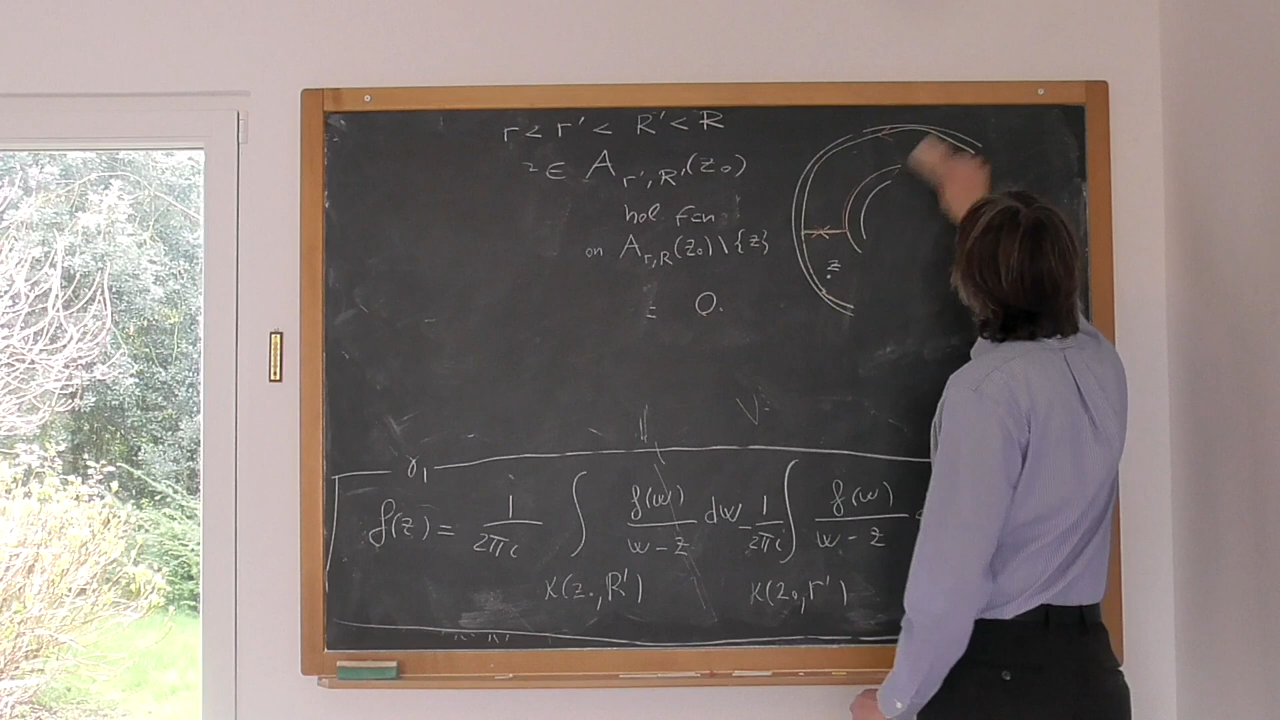 r < r' < R' < R
z ∈ A_{r',R'}(z₀)
hol fcn
on A_{r,R}(z₀) \ {z}
= 0.
z
γ₁
f(z) = 1/2πi ∫_{K(z₀,R')} f(w)/(w - z) dw - 1/2πi ∫_{K(z₀,r')} f(w)/(w - z)